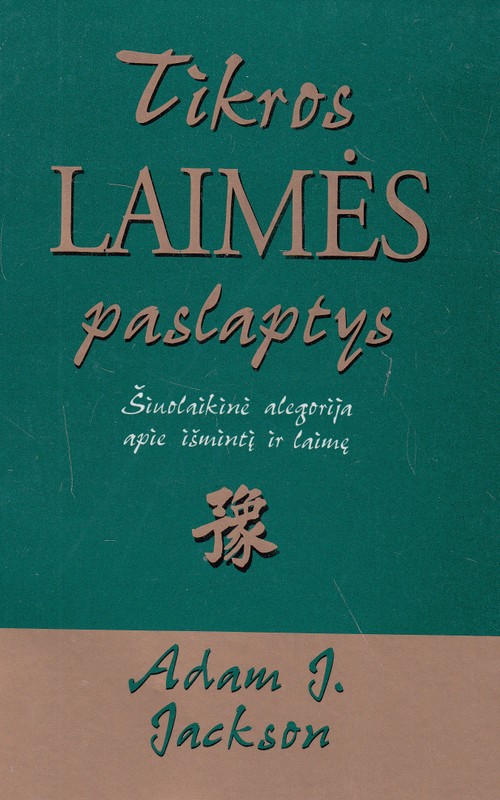 Tikros
LAIMĖS
paslaptys
Šiuolaikinė alegorija
apie išmintį ir laimę
豫
Adam J.
Jackson